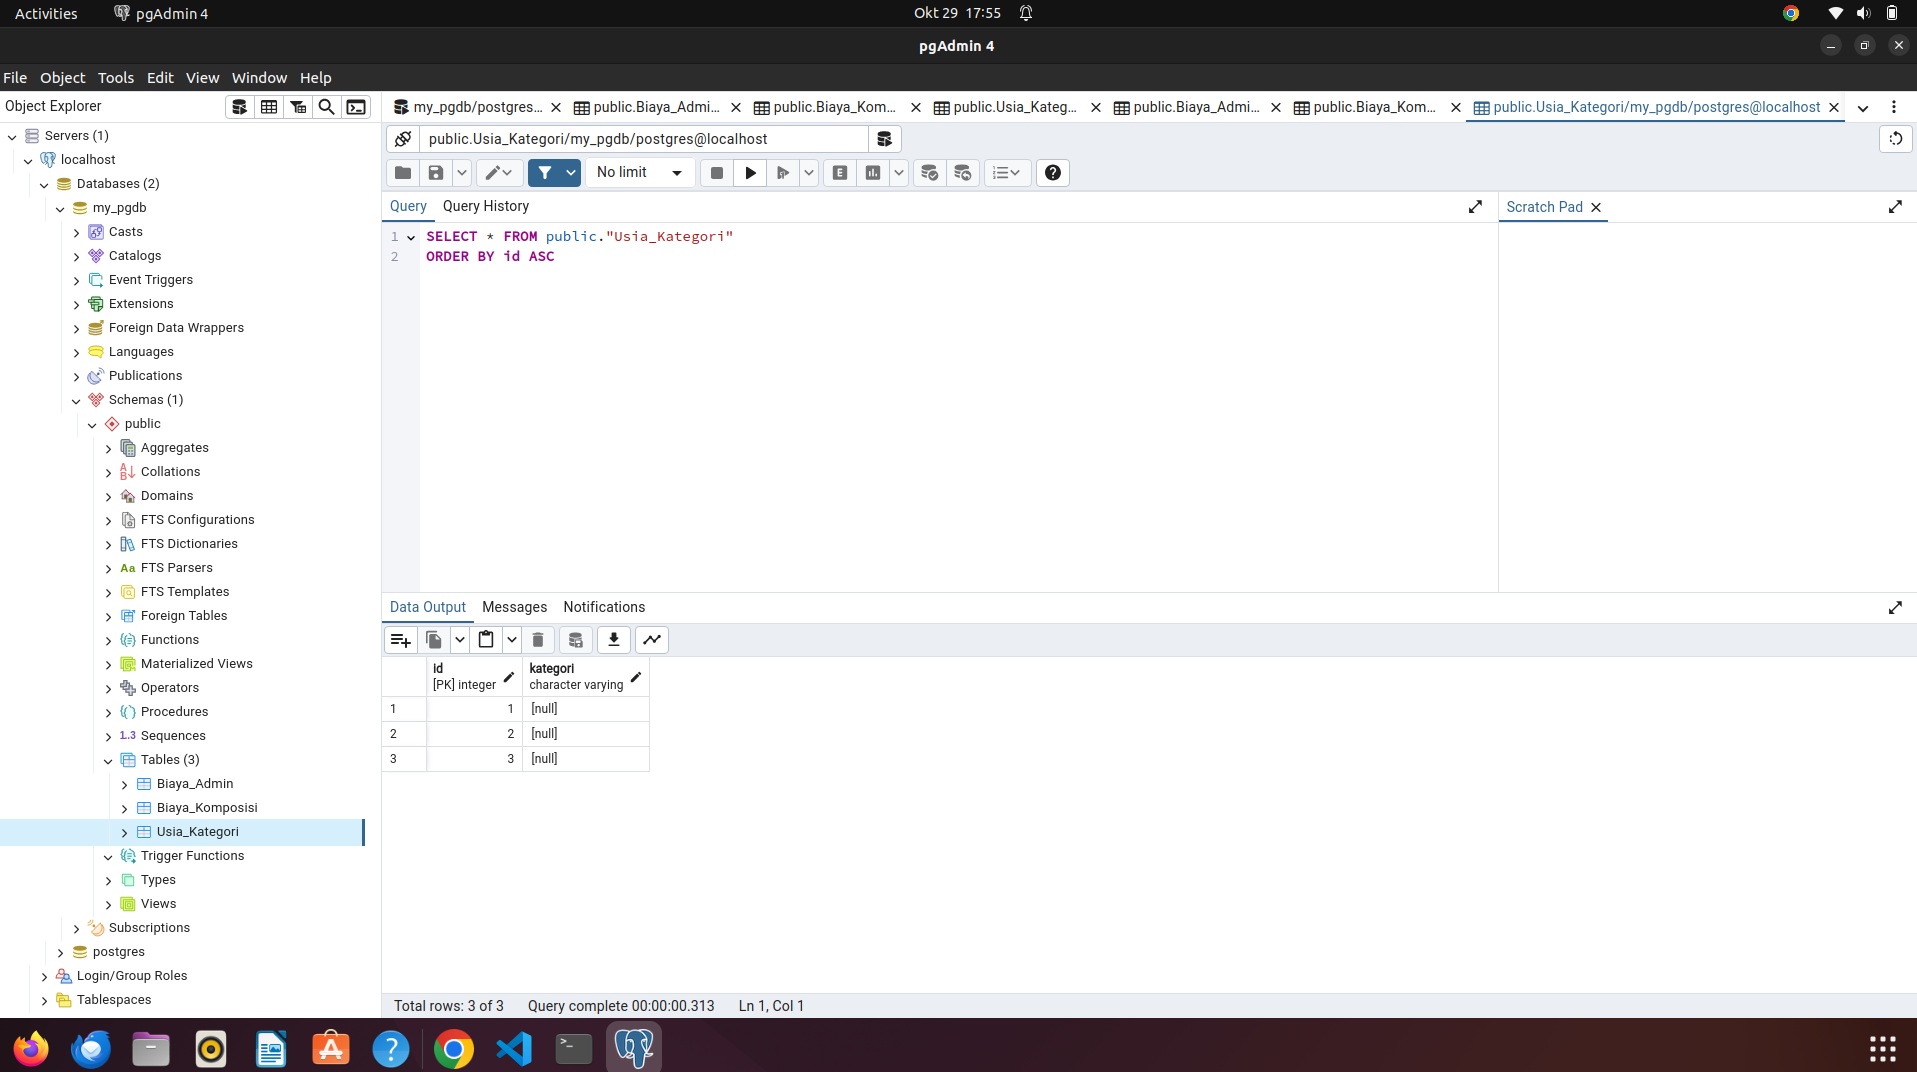 Activities
pgAdmin 4
Okt 29 17:55
pgAdmin 4
File Object Tools Edit View Window Help
Object Explorer
my_pgdb/postgres...
public.Biaya_Admi...
public.Biaya_Kom...
public.Usia_Kateg...
public.Biaya_Admi...
public.Biaya_Kom...
public.Usia_Kategori/my_pgdb/postgres@localhost
public.Usia_Kategori/my_pgdb/postgres@localhost
No limit
E
Servers (1)
localhost
Databases (2)
my_pgdb
Casts
Catalogs
Event Triggers
Extensions
Foreign Data Wrappers
Languages
Publications
Schemas (1)
public
Aggregates
Collations
Domains
FTS Configurations
FTS Dictionaries
Aa FTS Parsers
FTS Templates
Foreign Tables
Functions
Materialized Views
Operators
Procedures
1..3 Sequences
Tables (3)
Biaya_Admin
Biaya_Komposisi
Usia_Kategori
Trigger Functions
Types
Views
Subscriptions
postgres
Login/Group Roles
Tablespaces
Query
Query History
Scratch Pad
1 SELECT * FROM public."Usia_Kategori"
2 ORDER BY id ASC
Data Output
Messages
Notifications
id
[PK] integer
kategori
character varying
1 1 [null]
2 2 [null]
3 3 [null]
Total rows: 3 of 3
Query complete 00:00:00.313
Ln 1, Col 1